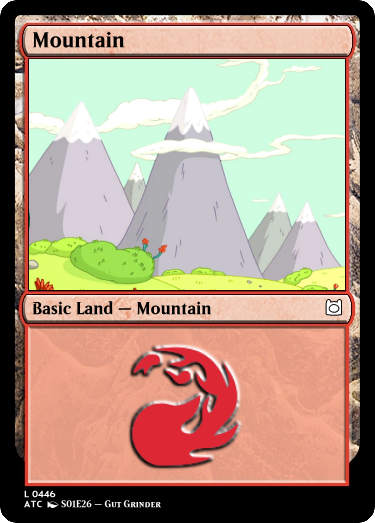 Mountain
Basic Land — Mountain
L 0446
ATC S01E26 – Gut Grinder